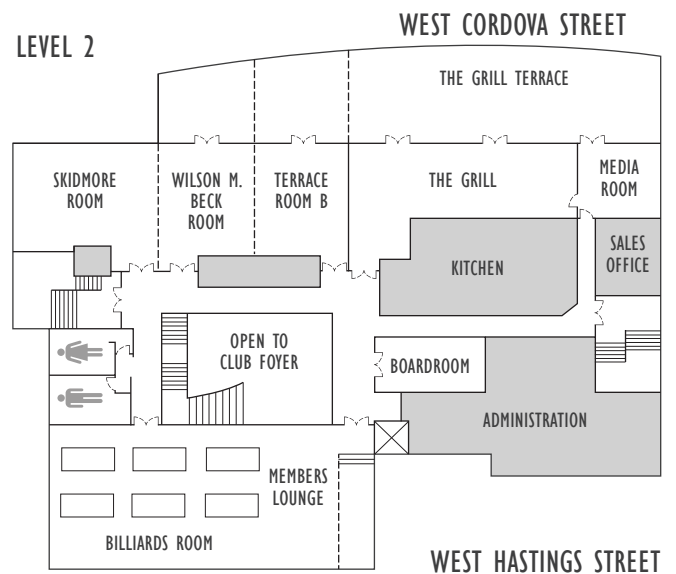 WEST CORDOVA STREET
LEVEL 2
THE GRILL TERRACE
SKIDMORE
ROOM
WILSON M.
BECK
ROOM
TERRACE
ROOM B
THE GRILL
MEDIA
ROOM
KITCHEN
SALES
OFFICE
OPEN TO
CLUB FOYER
BOARDROOM
ADMINISTRATION
MEMBERS
LOUNGE
BILLIARDS ROOM
WEST HASTINGS STREET